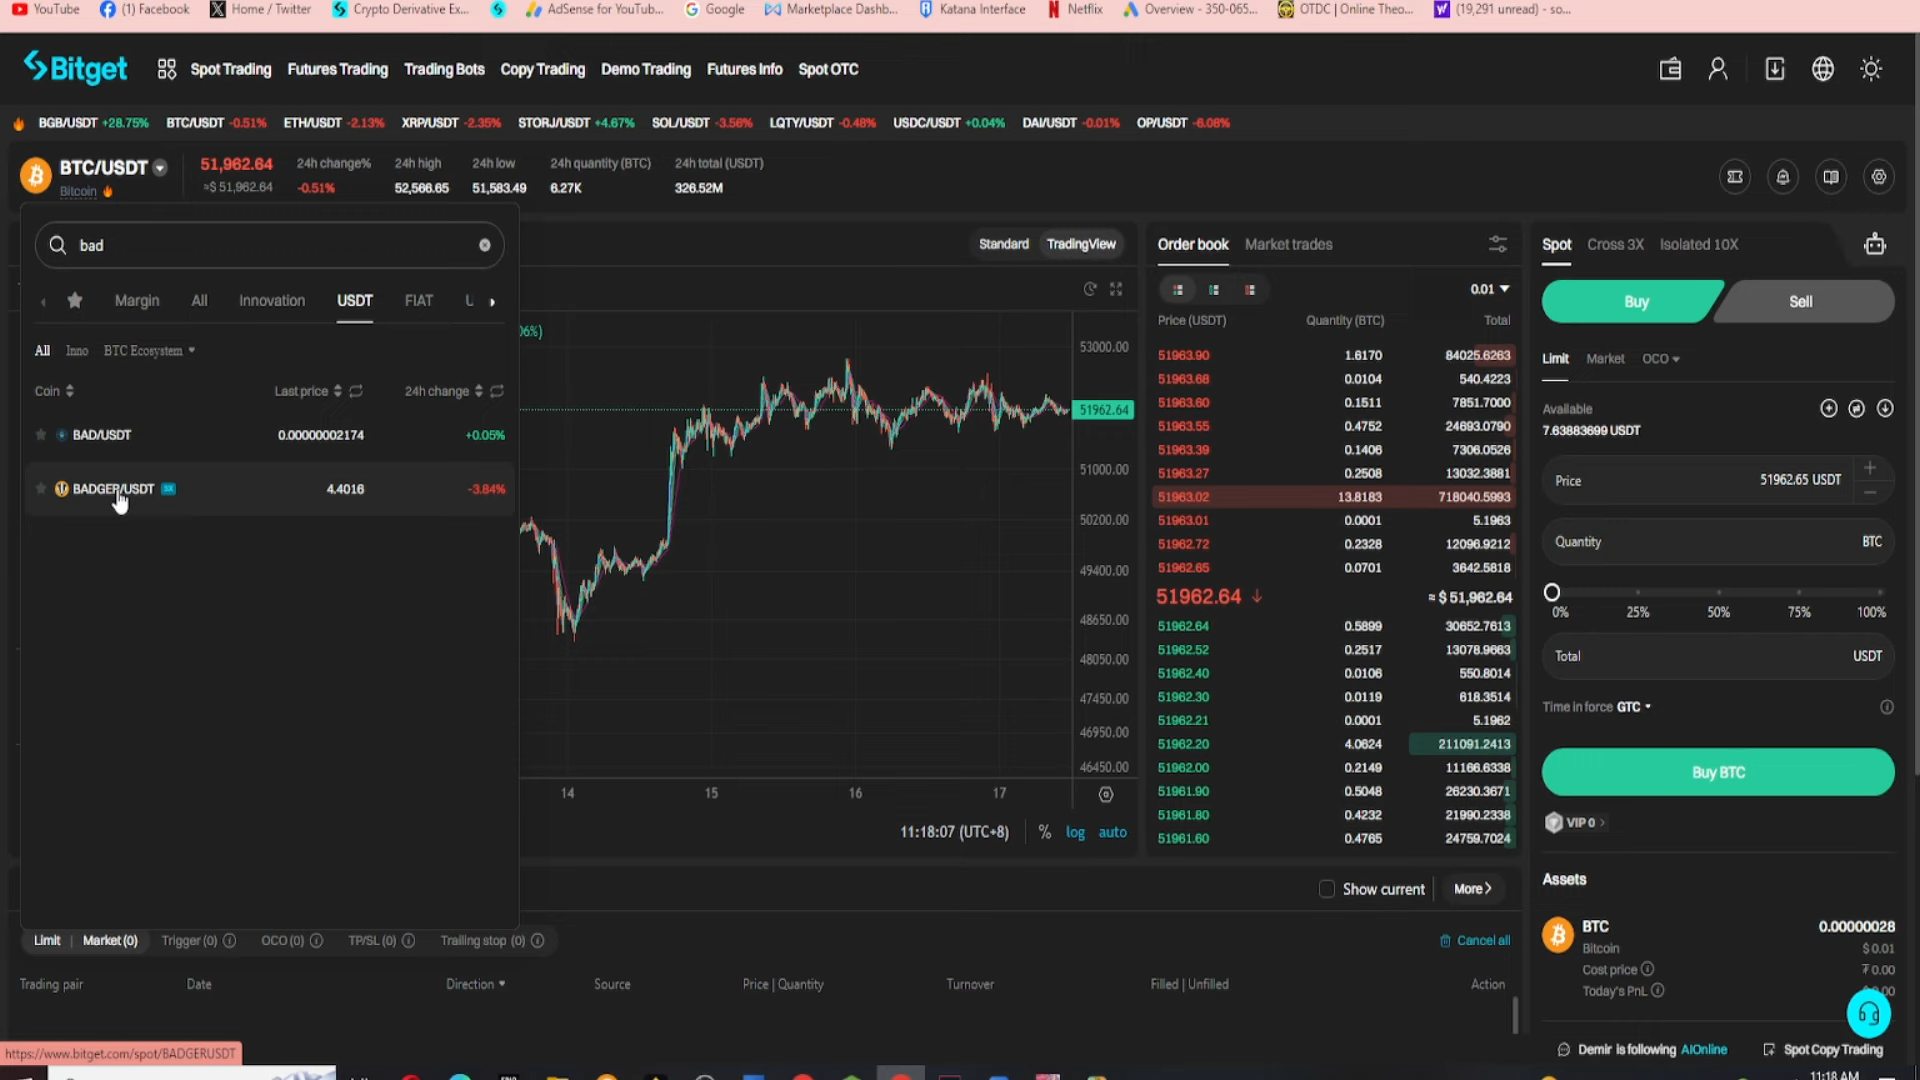 YouTube (1) Facebook Home / Twitter Crypto Derivative Ex... AdSense for YouTub... Google Marketplace Dashb... Katana Interface Netflix Overview - 350-065... OTDC | Online Theo... (19,291 unread) - so...
Bitget Spot Trading Futures Trading Trading Bots Copy Trading Demo Trading Futures Info Spot OTC
BGB/USDT +28.75% BTC/USDT -0.51% ETH/USDT -2.13% XRP/USDT -2.35% STORJ/USDT +4.67% SOL/USDT -3.56% LQTY/USDT -0.48% USDC/USDT +0.04% DAI/USDT -0.01% OP/USDT -6.08%
BTC/USDT 51,962.64 24h change% 24h high 24h low 24h quantity (BTC) 24h total (USDT)
Bitcoin ≈$ 51,962.64 -0.51% 52,566.65 51,583.49 6.27K 326.52M
bad
Margin All Innovation USDT FIAT
All Inno BTC Ecosystem
Coin Last price 24h change
BAD/USDT 0.00000002174 +0.05%
BADGER/USDT 3X 4.4016 -3.84%
Standard TradingView
53000.00
51962.64
51000.00
50200.00
49400.00
48650.00
48050.00
47450.00
46950.00
46450.00
14 15 16 17
11:18:07 (UTC+8) % log auto
Order book Market trades
0.01
Price (USDT) Quantity (BTC) Total
51963.90 1.6170 84025.6263
51963.68 0.0104 540.4223
51963.60 0.1511 7851.7000
51963.55 0.4752 24693.0790
51963.39 0.1406 7306.0526
51963.27 0.2508 13032.3881
51963.02 13.8183 718040.5993
51963.01 0.0001 5.1963
51962.72 0.2328 12096.9212
51962.65 0.0701 3642.5818
51962.64 ↓ ≈ $ 51,962.64
51962.64 0.5899 30652.7613
51962.52 0.2517 13078.9663
51962.40 0.0106 550.8014
51962.30 0.0119 618.3514
51962.21 0.0001 5.1962
51962.20 4.0624 211091.2413
51962.00 0.2149 11166.6338
51961.90 0.5048 26230.3671
51961.80 0.4232 21990.2338
51961.60 0.4765 24759.7024
Spot Cross 3X Isolated 10X
Buy Sell
Limit Market OCO
Available
7.63883699 USDT
Price 51962.65 USDT
Quantity BTC
0% 25% 50% 75% 100%
Total USDT
Time in force GTC
Buy BTC
VIP 0 >
Assets
BTC 0.00000028
Bitcoin $ 0.01
Cost price ₮ 0.00
Today's PnL
Show current More >
Limit | Market (0) Trigger (0) OCO (0) TP/SL (0) Trailing stop (0) Cancel all
Trading pair Date Direction Source Price | Quantity Turnover Filled | Unfilled Action
https://www.bitget.com/spot/BADGERUSDT
Demir is following AIOnline Spot Copy Trading
11:18 AM